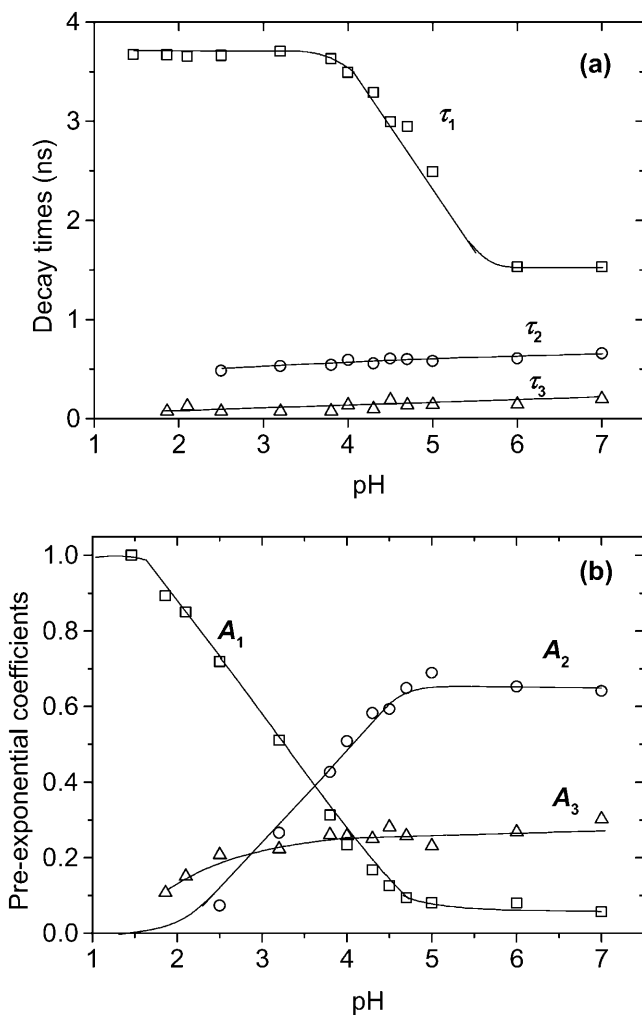 4
(a)
τ1
3
Decay times (ns)
2
τ2
1
τ3
0
1 2 3 4 5 6 7
pH
(b)
1.0
A1
A2
0.8
Pre-exponential coefficients
0.6
0.4
A3
0.2
0.0
1 2 3 4 5 6 7
pH